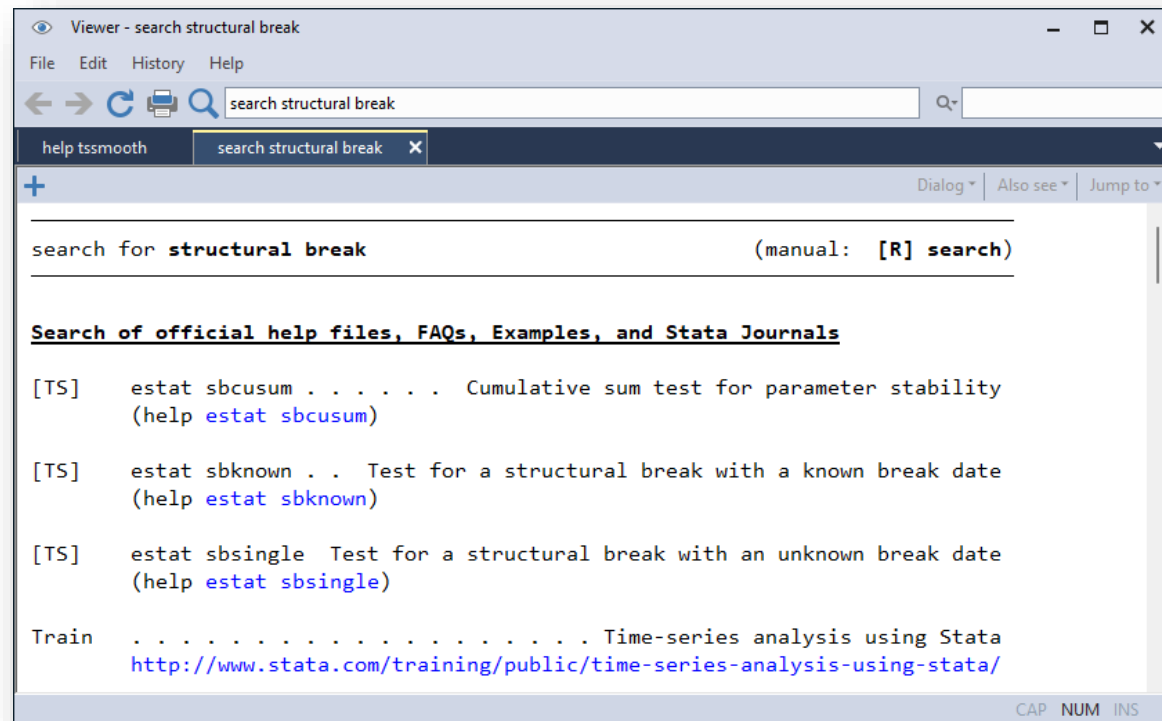 Viewer - search structural break
File Edit History Help
search structural break
help tssmooth search structural break
Dialog Also see Jump to
search for structural break (manual: [R] search)
Search of official help files, FAQs, Examples, and Stata Journals
[TS] estat sbcusum . . . . . . Cumulative sum test for parameter stability
(help estat sbcusum)
[TS] estat sbknown . . Test for a structural break with a known break date
(help estat sbknown)
[TS] estat sbsingle Test for a structural break with an unknown break date
(help estat sbsingle)
Train . . . . . . . . . . . . . . . . . . . Time-series analysis using Stata
http://www.stata.com/training/public/time-series-analysis-using-stata/
CAP NUM INS